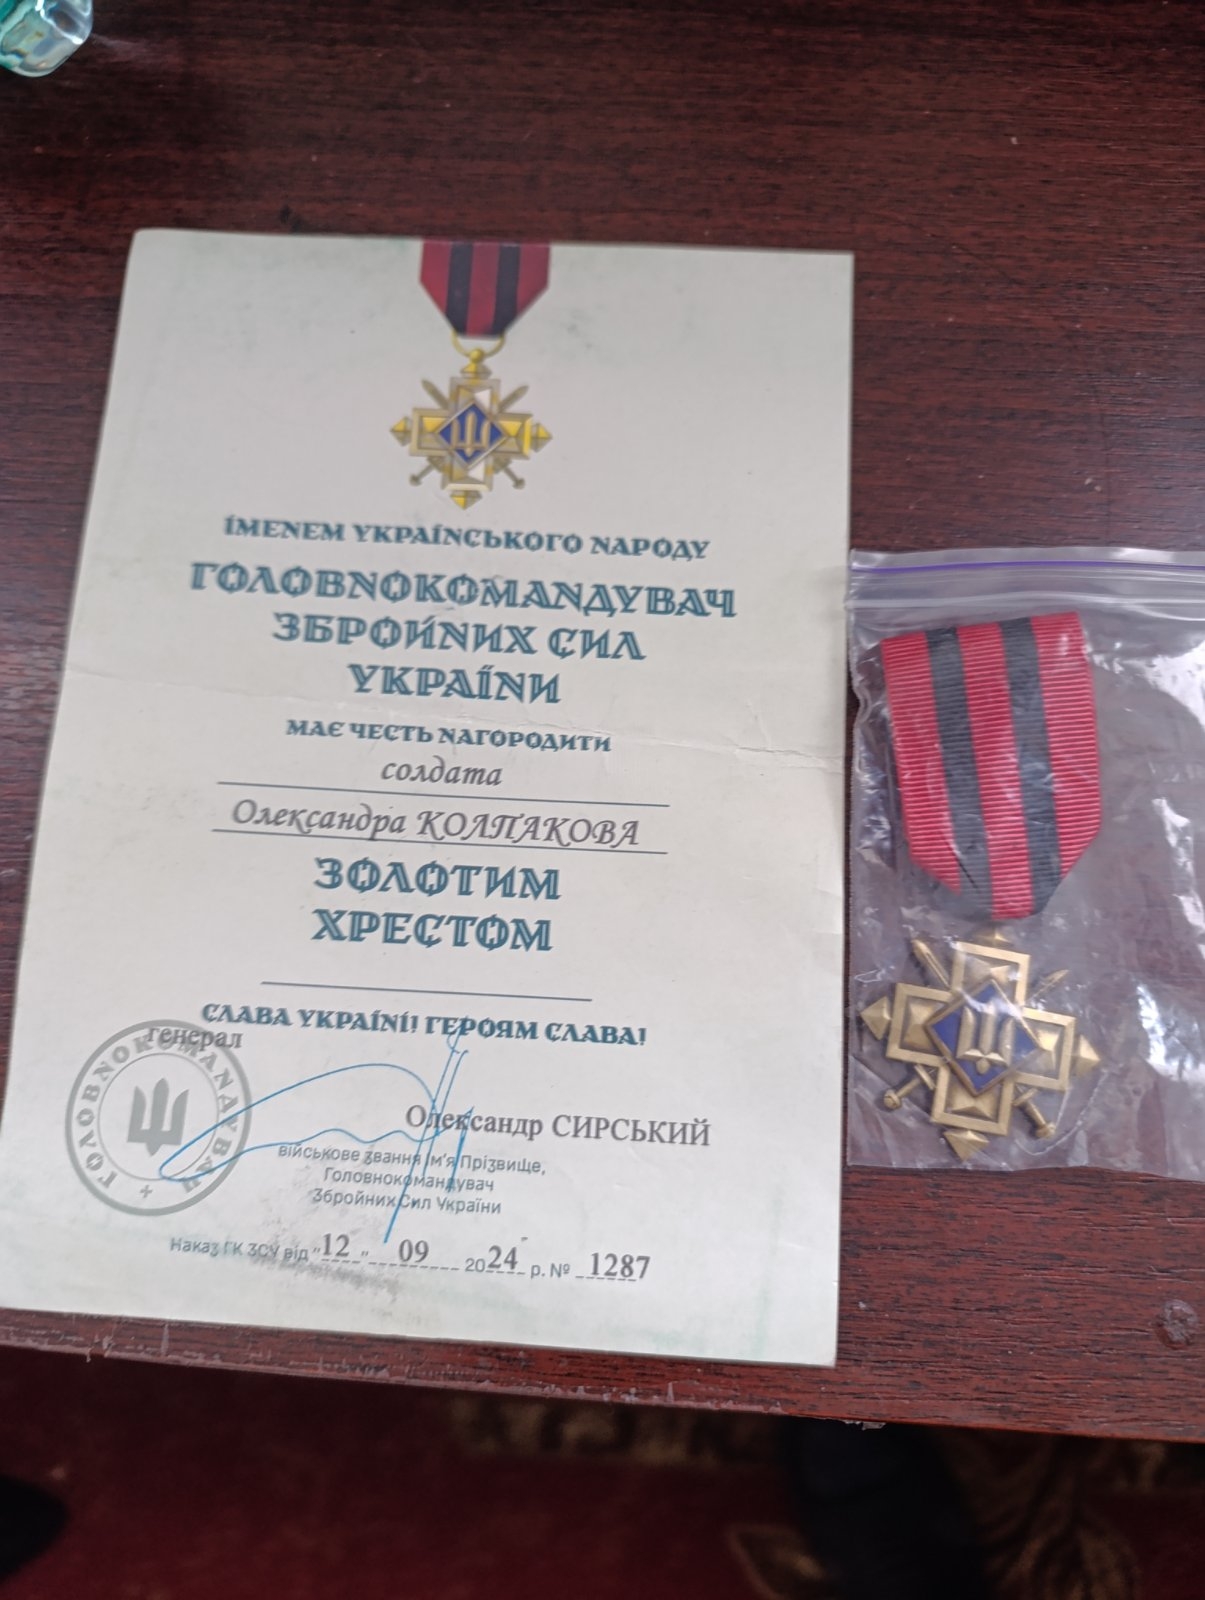 ІМЕНЕМ УКРАЇНСЬКОГО НАРОДУ
ГОЛОВНОКОМАНДУВАЧ
ЗБРОЙНИХ СИЛ
УКРАЇНИ
МАЄ ЧЕСТЬ НАГОРОДИТИ
солдата
Олександра КОЛПАКОВА
ЗОЛОТИМ
ХРЕСТОМ
СЛАВА УКРАЇНІ! ГЕРОЯМ СЛАВА!
генерал
ГОЛОВНОКОМАНДУВАЧ
Олександр СИРСЬКИЙ
військове звання Ім'я Прізвище,
Головнокомандувач
Збройних Сил України
Наказ ГК ЗСУ від "12" 09 2024 р. № 1287